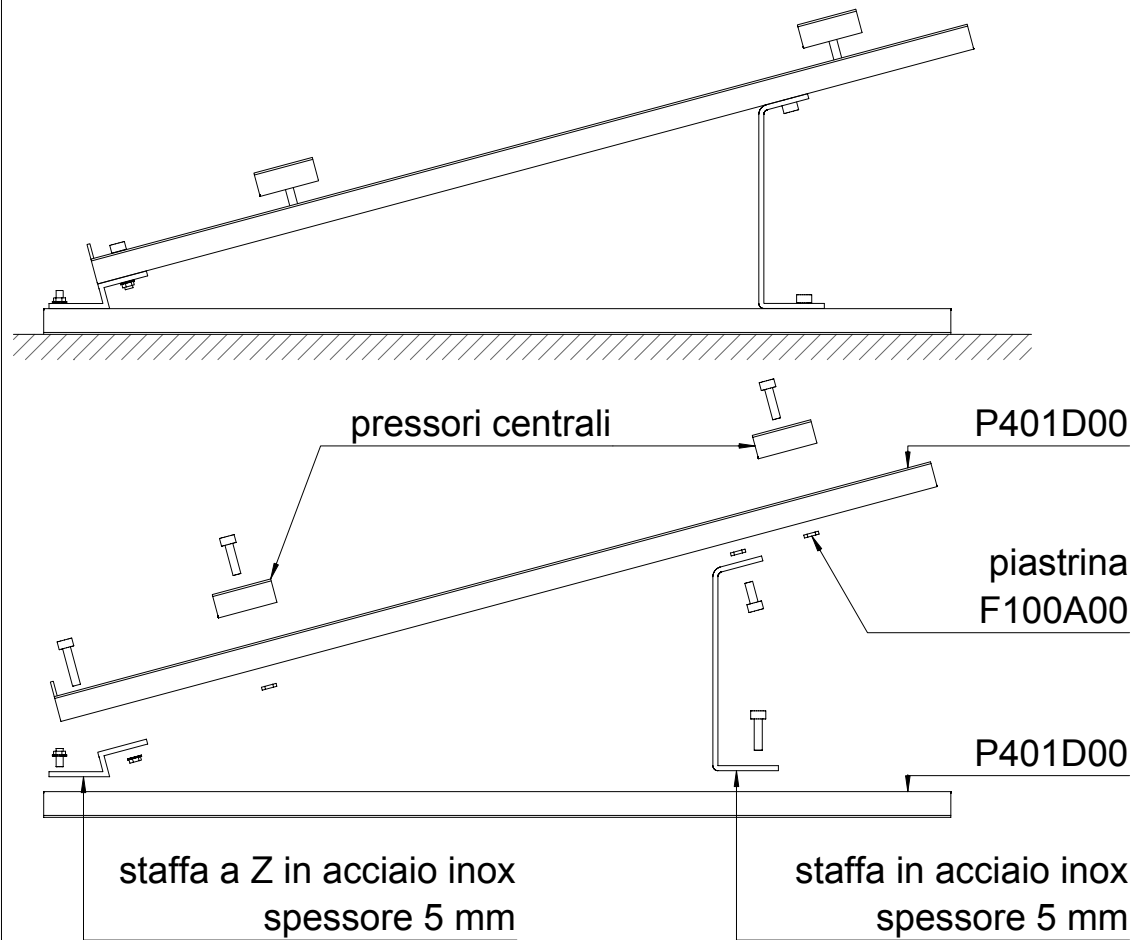 pressori centrali
P401D00
piastrina
F100A00
P401D00
staffa a Z in acciaio inox
spessore 5 mm
staffa in acciaio inox
spessore 5 mm